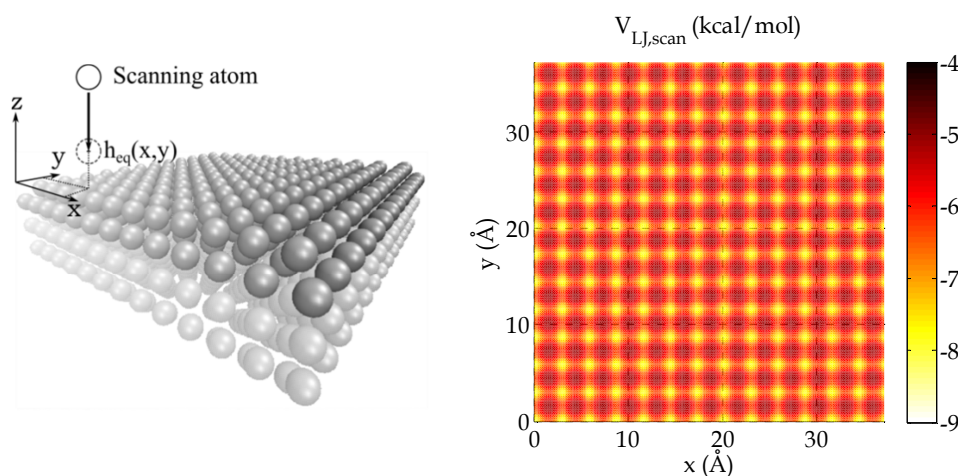 Scanning atom
z
h_eq(x,y)
y
x
V_LJ,scan (kcal/mol)
y (Å)
30
20
10
0
0 10 20 30
x (Å)
-4
-5
-6
-7
-8
-9